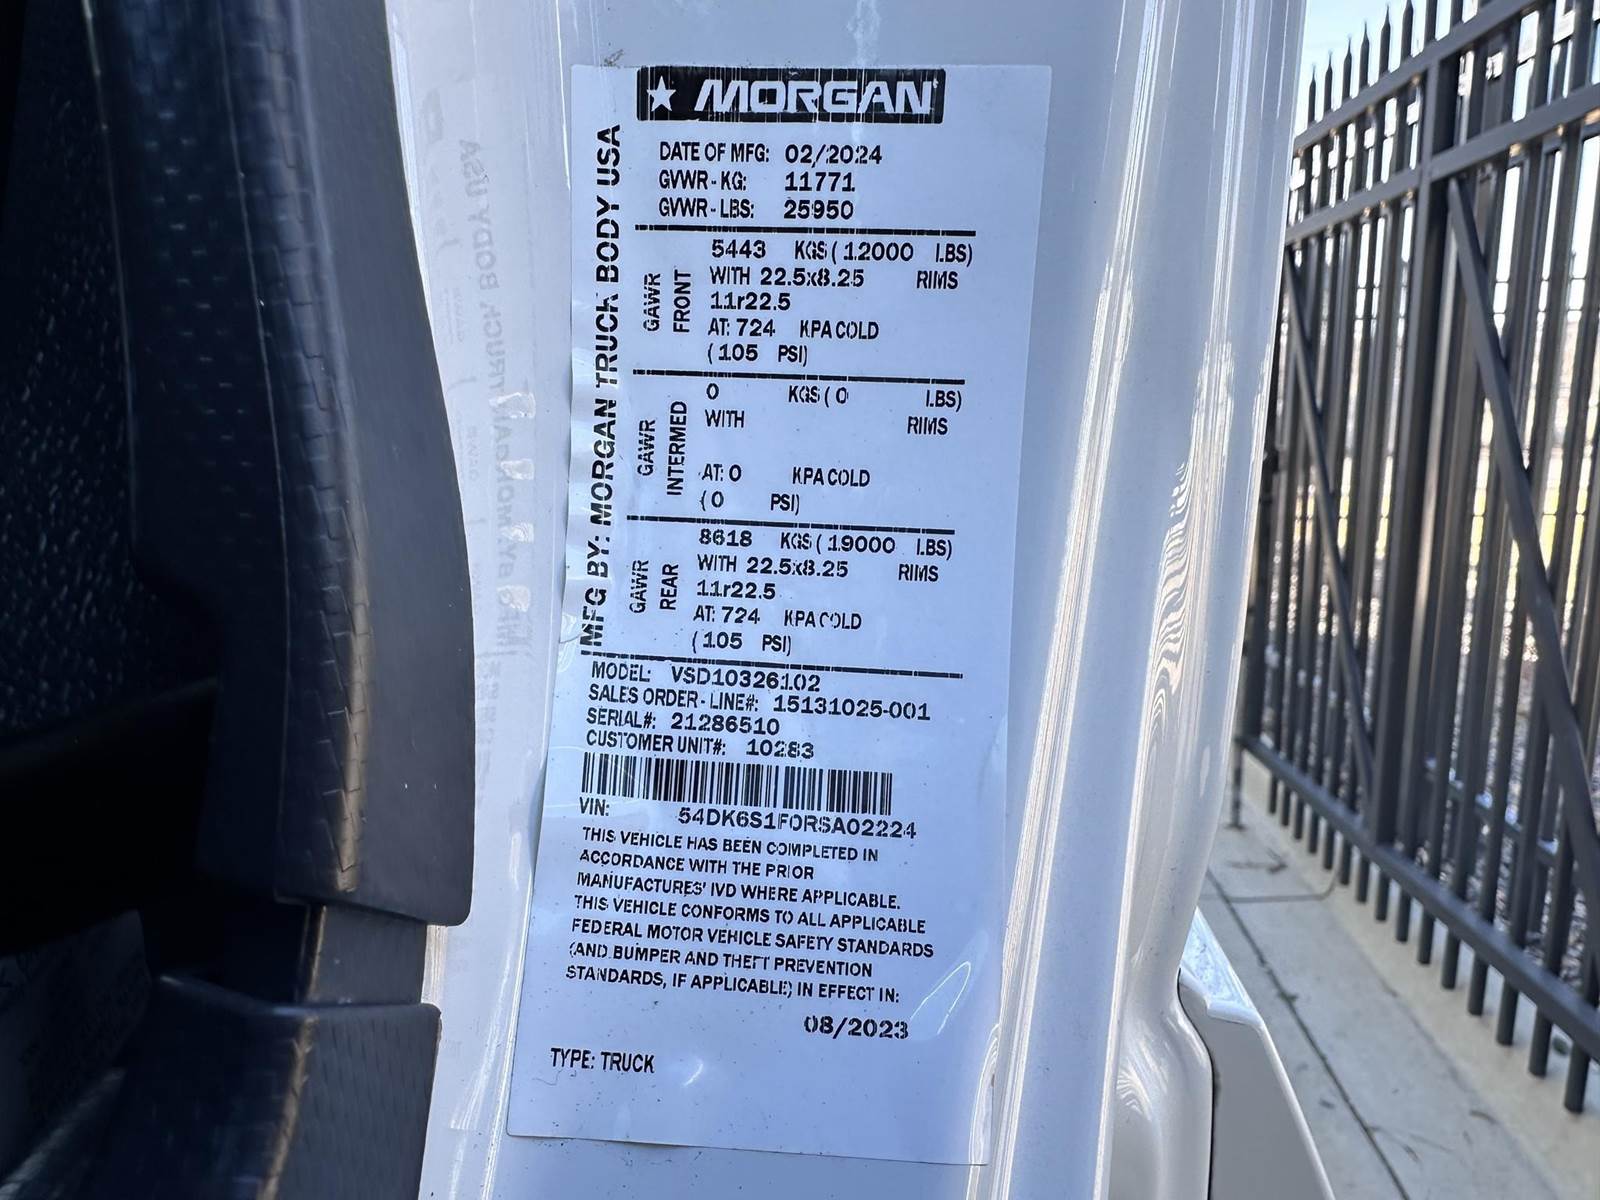 MORGAN
MFG BY: MORGAN TRUCK BODY USA
DATE OF MFG: 02/2024
GVWR-KG: 11771
GVWR-LBS: 25950
GAWR FRONT
5443 KGS (12000 LBS)
WITH 22.5x8.25 RIMS
11r22.5
AT: 724 KPA COLD
(105 PSI)
GAWR INTERMED
0 KGS (0 LBS)
WITH RIMS
AT: 0 KPA COLD
(0 PSI)
GAWR REAR
8618 KGS (19000 LBS)
WITH 22.5x8.25 RIMS
11r22.5
AT: 724 KPA COLD
(105 PSI)
MODEL: VSD10326102
SALES ORDER-LINE#: 15131025-001
SERIAL#: 21286510
CUSTOMER UNIT#: 10283
VIN: 54DK6S1F0RSA02224
THIS VEHICLE HAS BEEN COMPLETED IN
ACCORDANCE WITH THE PRIOR
MANUFACTURES' IVD WHERE APPLICABLE.
THIS VEHICLE CONFORMS TO ALL APPLICABLE
FEDERAL MOTOR VEHICLE SAFETY STANDARDS
(AND BUMPER AND THEFT PREVENTION
STANDARDS, IF APPLICABLE) IN EFFECT IN:
08/2023
TYPE: TRUCK